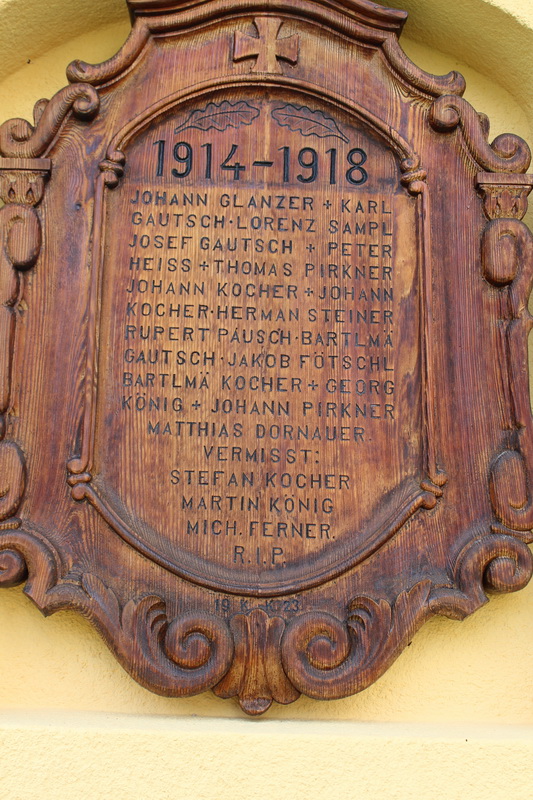 1914-1918
JOHANN GLANZER + KARL
GAUTSCH·LORENZ SAMPL
JOSEF GAUTSCH + PETER
HEISS + THOMAS PIRKNER
JOHANN KOCHER + JOHANN
KOCHER·HERMAN STEINER
RUPERT PAUSCH·BARTLMÄ
GAUTSCH·JAKOB FÖTSCHL
BARTLMÄ KOCHER + GEORG
KÖNIG + JOHANN PIRKNER
MATTHIAS DORNAUER.
VERMISST:
STEFAN KOCHER
MARTIN KÖNIG
MICH. FERNER.
R.I.P.
19 K. K. 23.